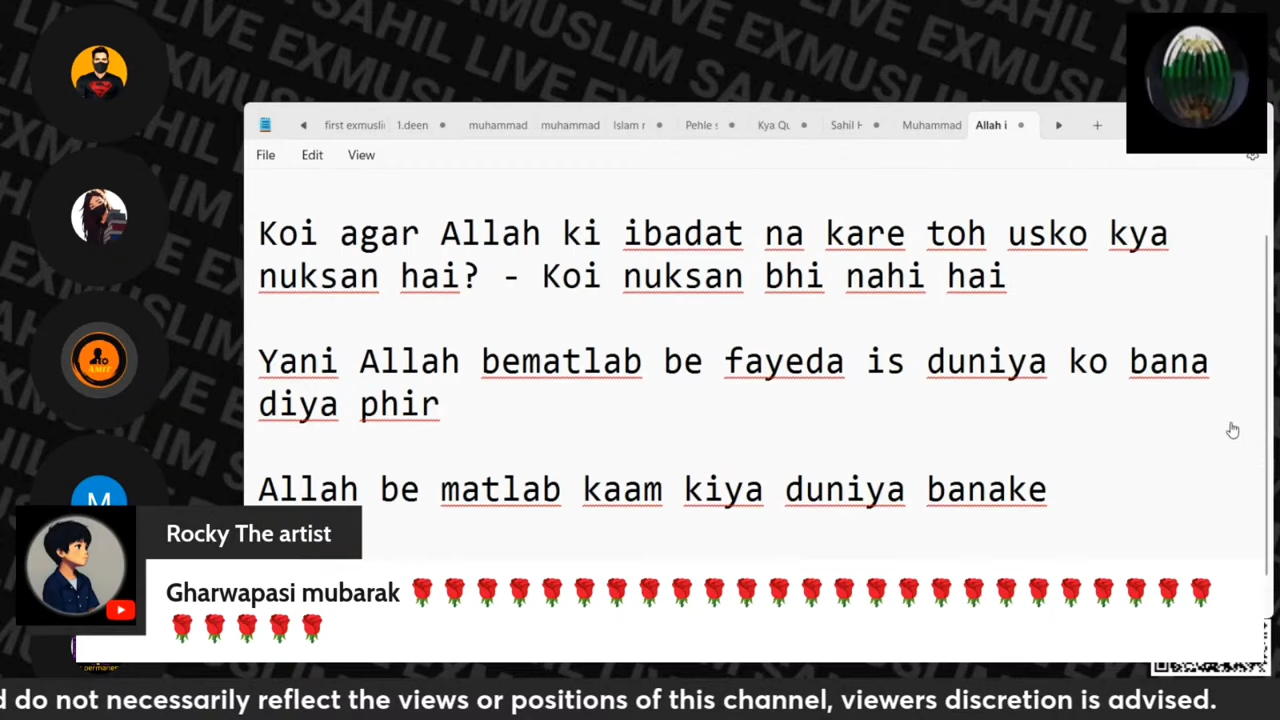 first exmusli
1.deen
muhammad
muhammad
Islam r
Pehle s
Kya Qu
Sahil H
Muhammad
Allah i
File Edit View
Koi agar Allah ki ibadat na kare toh usko kya
nuksan hai? - Koi nuksan bhi nahi hai
Yani Allah bematlab be fayeda is duniya ko bana
diya phir
Allah be matlab kaam kiya duniya banake
AMIT
M
Rocky The artist
Gharwapasi mubarak 🌹🌹🌹🌹🌹🌹🌹🌹🌹🌹🌹🌹🌹🌹🌹🌹🌹🌹🌹🌹🌹🌹🌹🌹🌹
🌹🌹🌹🌹🌹
permanen
d do not necessarily reflect the views or positions of this channel, viewers discretion is advised.